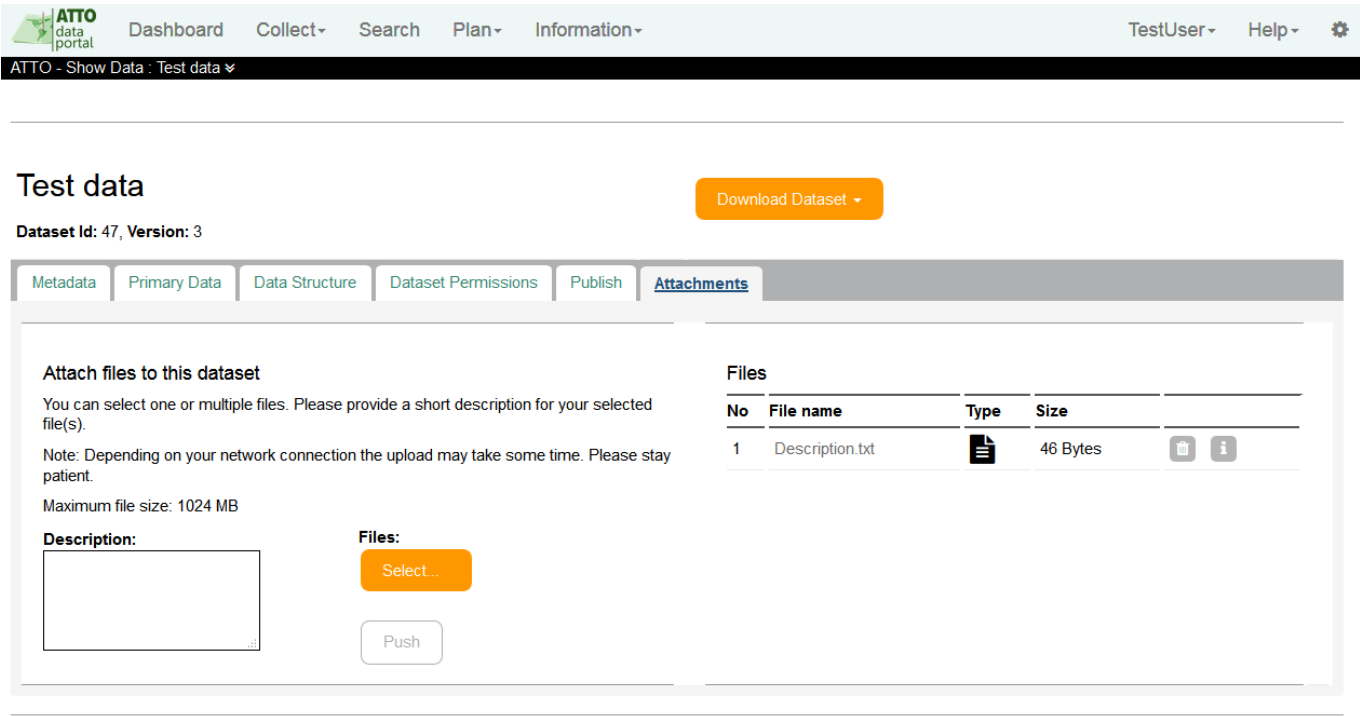 ATTO
data
portal
Dashboard Collect Search Plan Information TestUser Help
ATTO - Show Data : Test data
Test data
Download Dataset
Dataset Id: 47, Version: 3
Metadata Primary Data Data Structure Dataset Permissions Publish Attachments
Attach files to this dataset
You can select one or multiple files. Please provide a short description for your selected
file(s).
Note: Depending on your network connection the upload may take some time. Please stay
patient.
Maximum file size: 1024 MB
Description:
Files:
Select...
Push
Files
No File name Type Size
1 Description.txt 46 Bytes